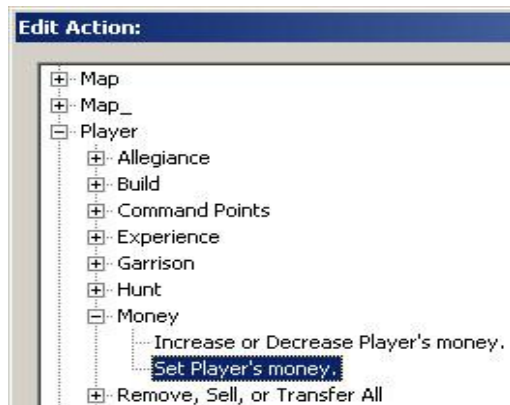 Edit Action:
Map
Map_
Player
Allegiance
Build
Command Points
Experience
Garrison
Hunt
Money
Increase or Decrease Player's money.
Set Player's money.
Remove, Sell, or Transfer All